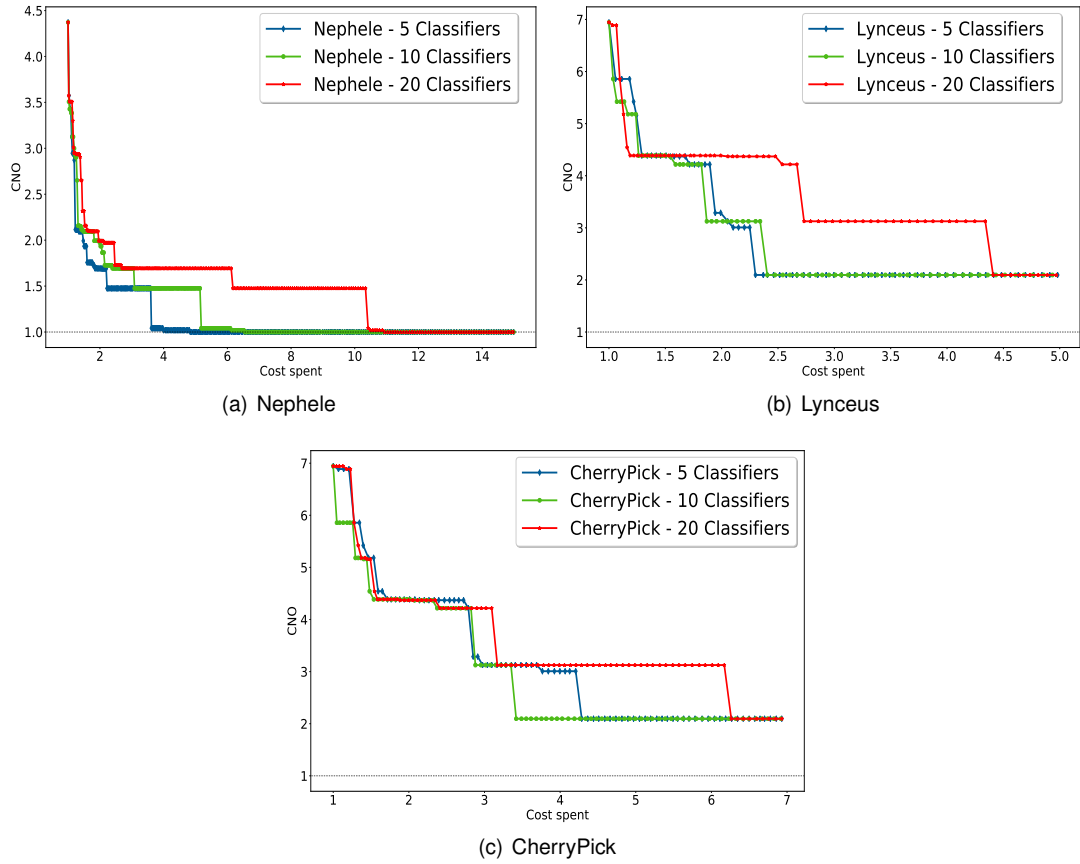 4.5
4.0
3.5
3.0
2.5
2.0
1.5
1.0
CNO
Nephele - 5 Classifiers
Nephele - 10 Classifiers
Nephele - 20 Classifiers
2 4 6 8 10 12 14
Cost spent
(a) Nephele
7
6
5
4
3
2
1
CNO
Lynceus - 5 Classifiers
Lynceus - 10 Classifiers
Lynceus - 20 Classifiers
1.0 1.5 2.0 2.5 3.0 3.5 4.0 4.5 5.0
Cost spent
(b) Lynceus
7
6
5
4
3
2
1
CNO
CherryPick - 5 Classifiers
CherryPick - 10 Classifiers
CherryPick - 20 Classifiers
1 2 3 4 5 6 7
Cost spent
(c) CherryPick